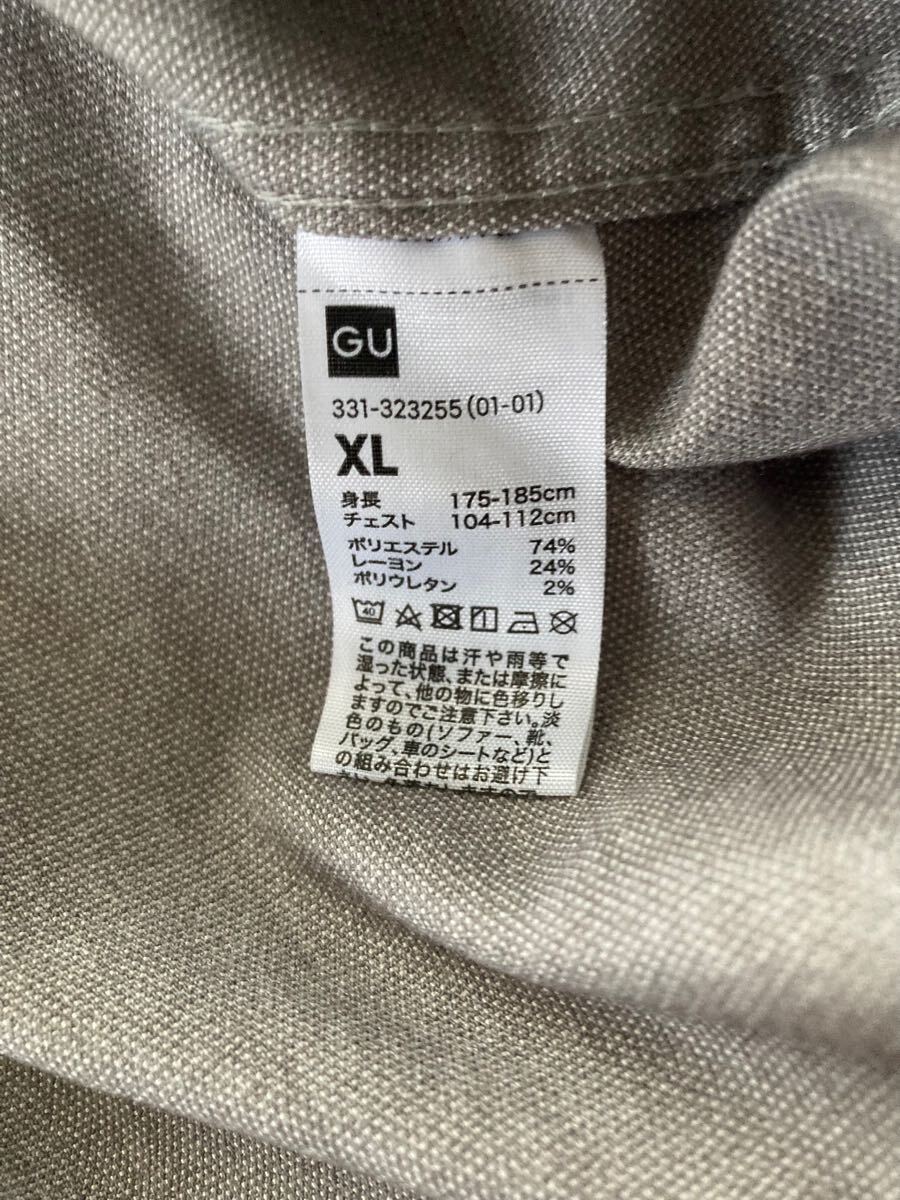 GU
331-323255(01-01)
XL
身長 175-185cm
チェスト 104-112cm
ポリエステル 74%
レーヨン 24%
ポリウレタン 2%
40
この商品は汗や雨等で
湿った状態、または摩擦に
よって、他の物に色移りし
ますのでご注意下さい。淡
色のもの(ソファー、靴、
バッグ、車のシートなど)と
の組み合わせはお避け下